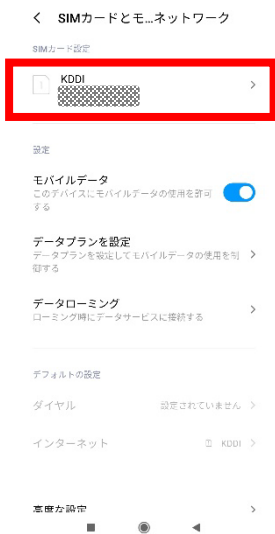 SIMカードとモ...ネットワーク
SIMカード設定
KDDI
設定
モバイルデータ
このデバイスにモバイルデータの使用を許可
する
データプランを設定
データプランを設定してモバイルデータの使用を制
御する
データローミング
ローミング時にデータサービスに接続する
デフォルトの設定
ダイヤル 設定されていません
インターネット KDDI
高度な設定